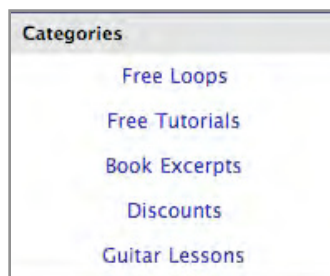 Categories
Free Loops
Free Tutorials
Book Excerpts
Discounts
Guitar Lessons